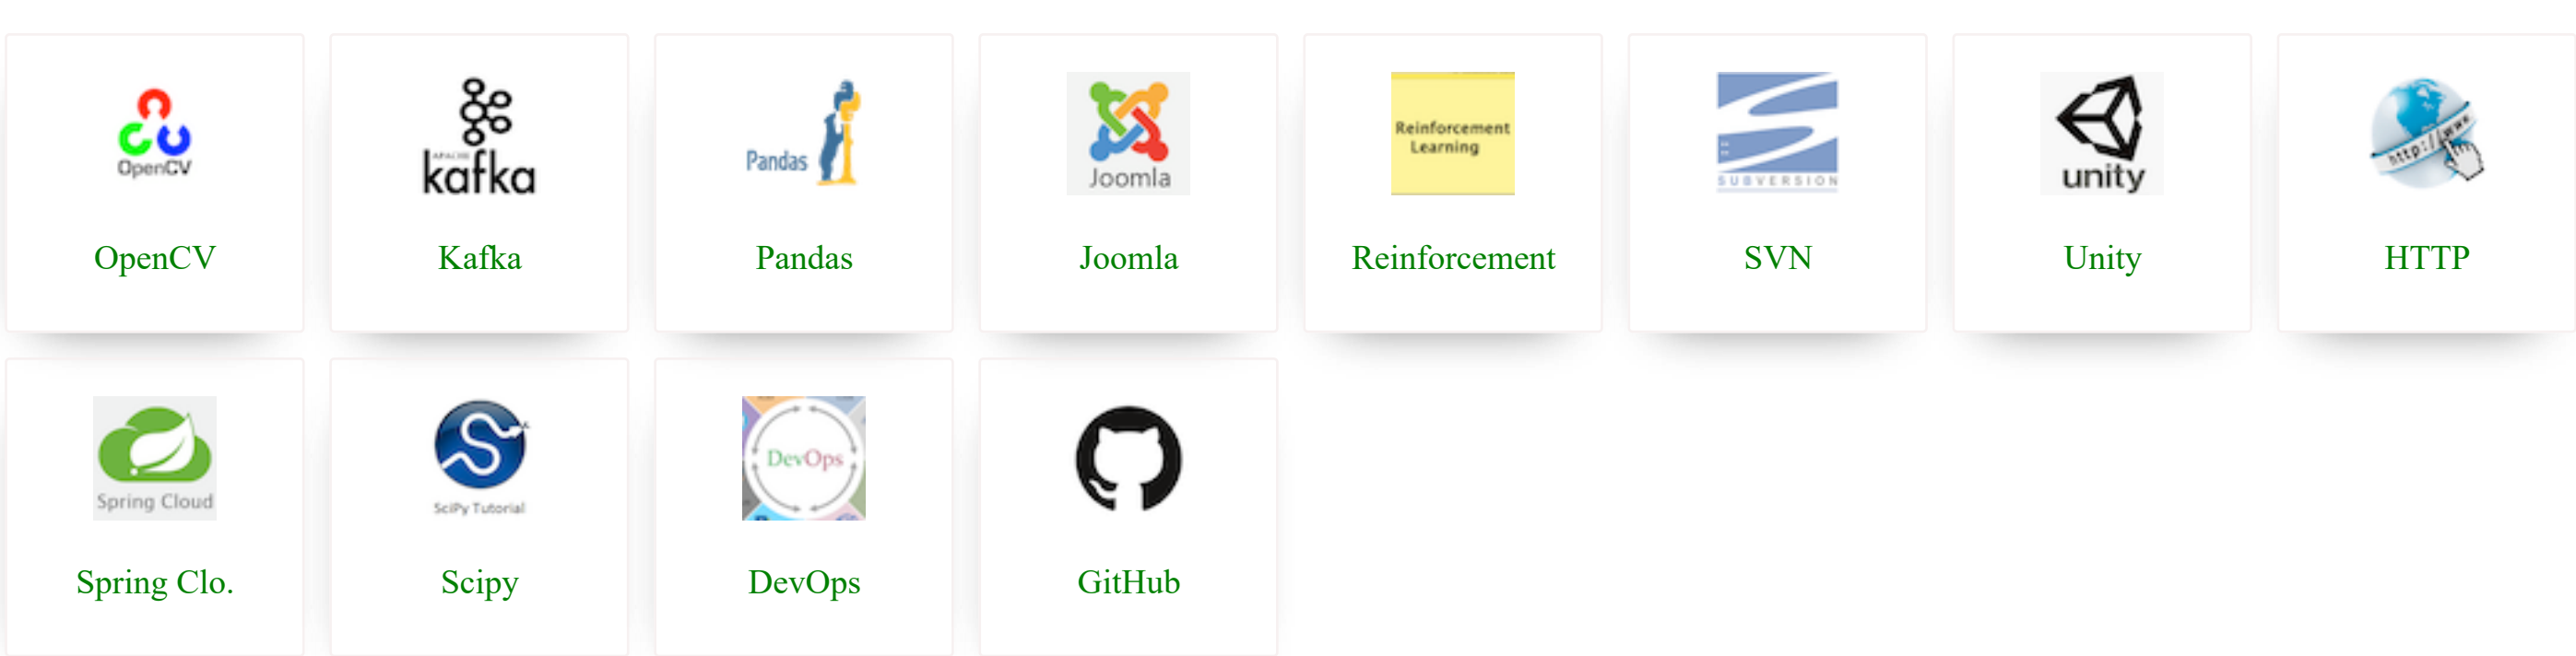 OpenCV
APACHE
kafka
Pandas
Joomla
Reinforcement
Learning
SUBVERSION
unity
http://www
OpenCV
Kafka
Pandas
Joomla
Reinforcement
SVN
Unity
HTTP
Spring Cloud
SciPy Tutorial
DevOps
Spring Clo.
Scipy
DevOps
GitHub